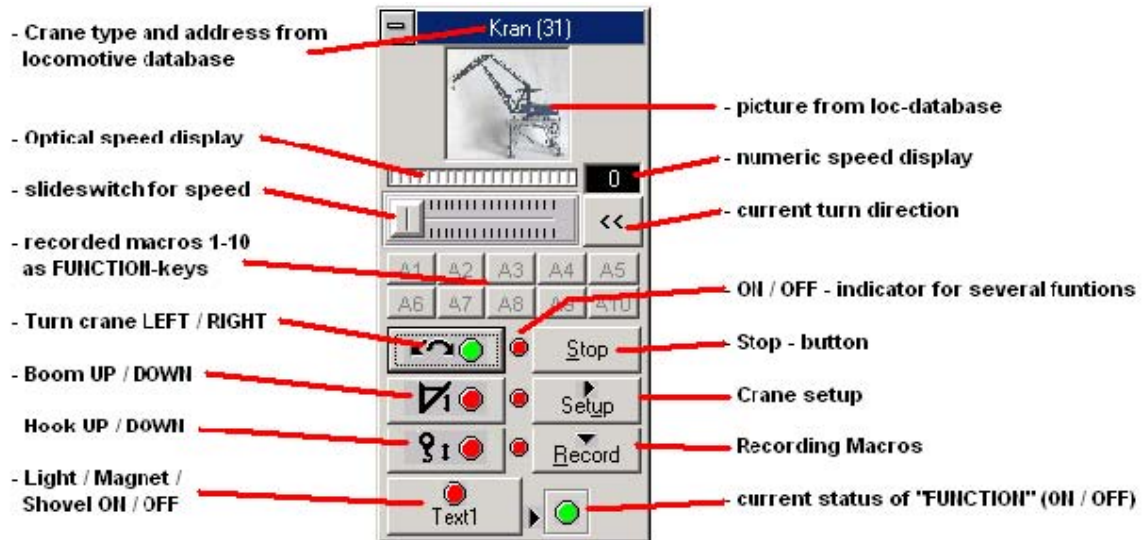 - Crane type and address from
locomotive database
- Optical speed display
- slideswitch for speed
- recorded macros 1-10
as FUNCTION-keys
- Turn crane LEFT / RIGHT
- Boom UP / DOWN
Hook UP / DOWN
- Light / Magnet /
Shovel ON / OFF
Kran (31)
0
<<
A1 A2 A3 A4 A5
A6 A7 A8 A9 A10
Stop
1
Setup
Record
Text1
- picture from loc-database
- numeric speed display
- current turn direction
- ON / OFF - indicator for several funtions
- Stop - button
Crane setup
Recording Macros
- current status of "FUNCTION" (ON / OFF)